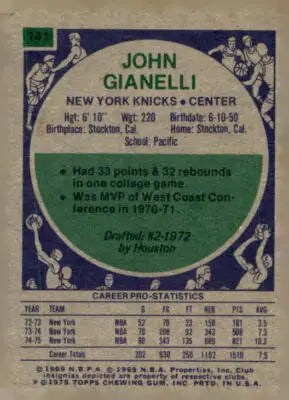 141
JOHN
GIANELLI
NEW YORK KNICKS • CENTER
Hgt: 6' 10" Wgt: 220 Birthdate: 6-10-50
Birthplace: Stockton, Cal. Home: Stockton, Cal.
School: Pacific
• Had 33 points & 32 rebounds
in one college game.
• Was MVP of West Coast Con-
ference in 1970-71.
Drafted: #2-1972
by Houston
CAREER PRO-STATISTICS
YEAR TEAM G FG FT REB PTS AVG
72-73 New York NBA 52 79 23 150 181 3.5
73-74 New York NBA 70 208 92 343 508 7.3
74-75 New York NBA 80 343 135 689 821 10.3
Career Totals 202 630 250 1182 1510 7.5
© 1969 N.B.P.A. © 1969 N.B.A. Properties, Inc. Club
insignias depicted are property of respective clubs.
★ © 1975 TOPPS CHEWING GUM, INC. PRTD. IN U.S.A.